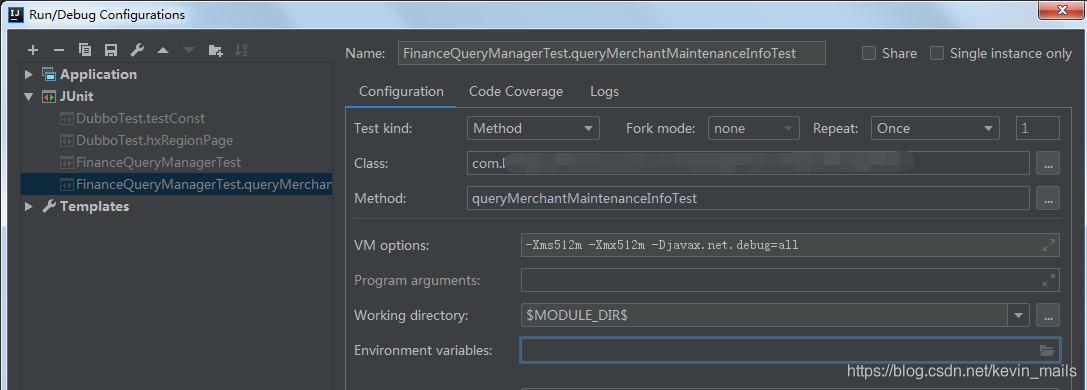 Run/Debug Configurations
Name: FinanceQueryManagerTest.queryMerchantMaintenanceInfoTest Share Single instance only
Application
JUnit
DubboTest.testConst
DubboTest.hxRegionPage
FinanceQueryManagerTest
FinanceQueryManagerTest.queryMerchan
Templates
Configuration Code Coverage Logs
Test kind: Method Fork mode: none Repeat: Once 1
Class: com.l ...
Method: queryMerchantMaintenanceInfoTest ...
VM options: -Xms512m -Xmx512m -Djavax.net.debug=all
Program arguments:
Working directory: $MODULE_DIR$ ...
Environment variables:
https://blog.csdn.net/kevin_mails